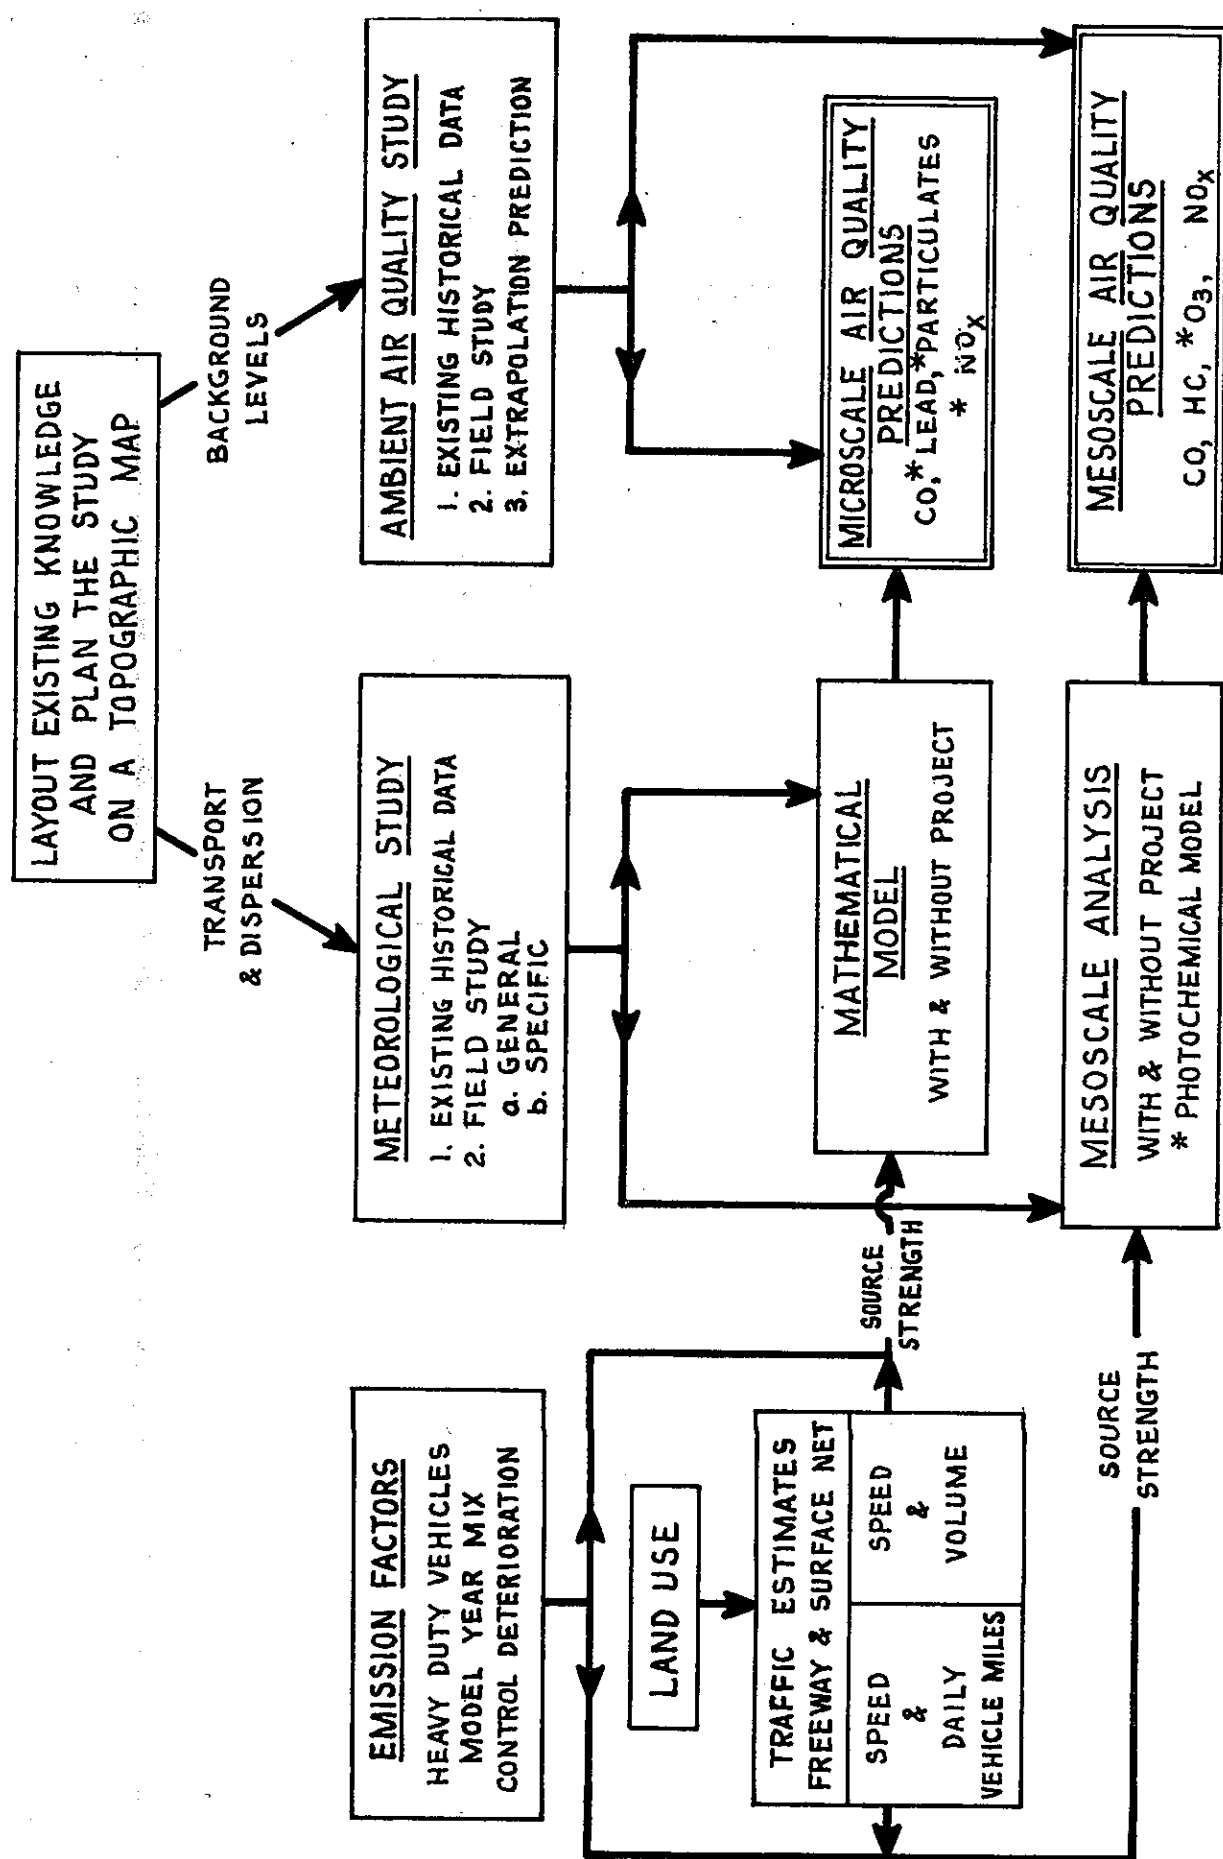 LAYOUT EXISTING KNOWLEDGE
AND PLAN THE STUDY
ON A TOPOGRAPHIC MAP
TRANSPORT
& DISPERSION
BACKGROUND
LEVELS
EMISSION FACTORS
HEAVY DUTY VEHICLES
MODEL YEAR MIX
CONTROL DETERIORATION
METEOROLOGICAL STUDY
1. EXISTING HISTORICAL DATA
2. FIELD STUDY
a. GENERAL
b. SPECIFIC
AMBIENT AIR QUALITY STUDY
1. EXISTING HISTORICAL DATA
2. FIELD STUDY
3. EXTRAPOLATION PREDICTION
LAND USE
TRAFFIC ESTIMATES
FREEWAY & SURFACE NET
SPEED
&
DAILY
VEHICLE MILES
SPEED
&
VOLUME
SOURCE
STRENGTH
MATHEMATICAL
MODEL
WITH & WITHOUT PROJECT
MICROSCALE AIR QUALITY
PREDICTIONS
CO,*LEAD,*PARTICULATES
* NOX
SOURCE
STRENGTH
MESOSCALE ANALYSIS
WITH & WITHOUT PROJECT
* PHOTOCHEMICAL MODEL
MESOSCALE AIR QUALITY
PREDICTIONS
CO, HC, *O3, NOX